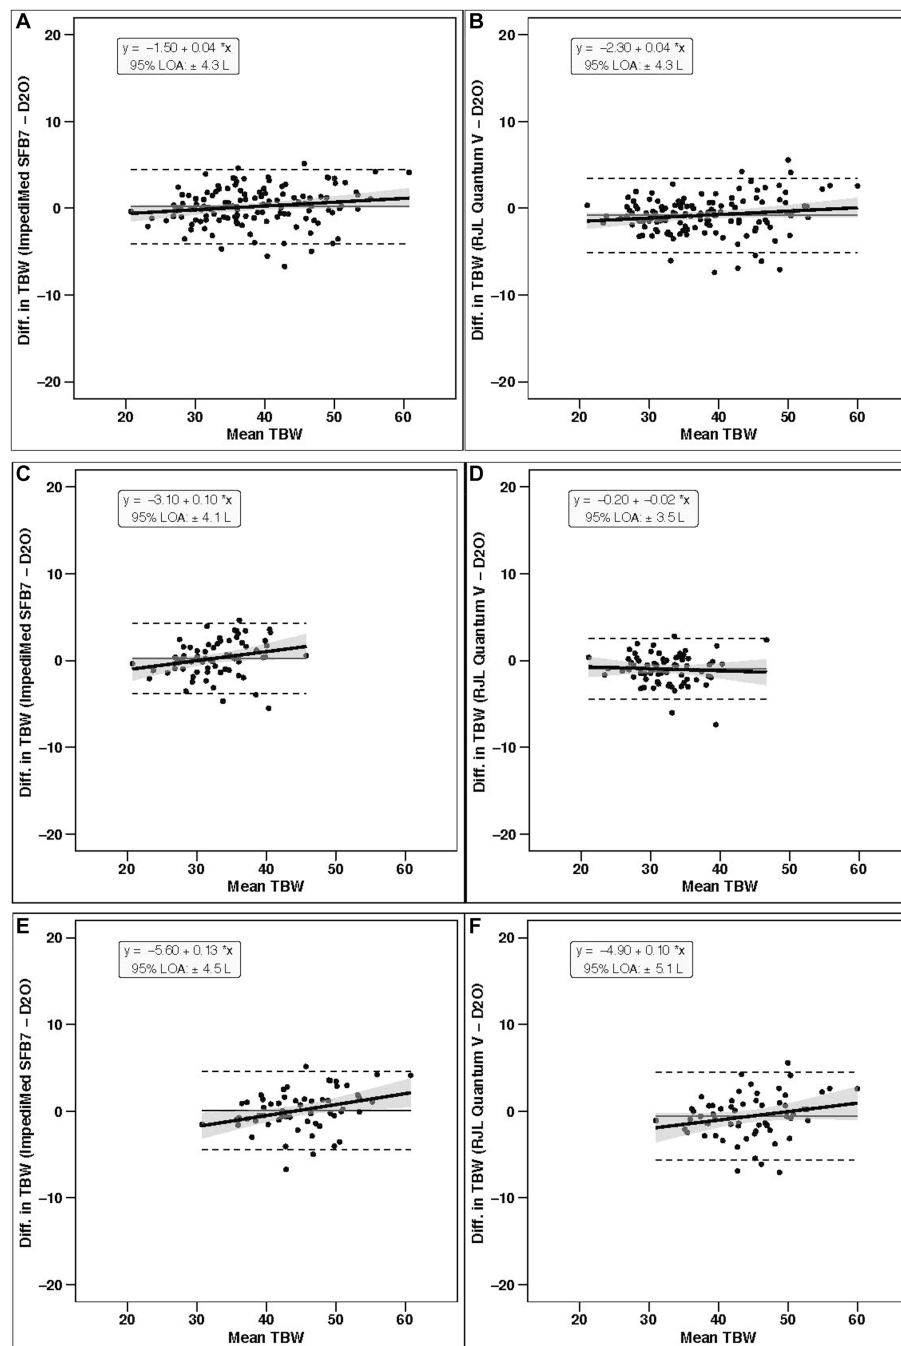 A
20
10
0
−10
−20
y = −1.50 + 0.04 *x
95% LOA: ± 4.3 L
Diff. in TBW (ImpediMed SFB7 − D2O)
20 30 40 50 60
Mean TBW
B
20
10
0
−10
−20
y = −2.30 + 0.04 *x
95% LOA: ± 4.3 L
Diff. in TBW (RJL Quantum V − D2O)
20 30 40 50 60
Mean TBW
C
20
10
0
−10
−20
y = −3.10 + 0.10 *x
95% LOA: ± 4.1 L
Diff. in TBW (ImpediMed SFB7 − D2O)
20 30 40 50 60
Mean TBW
D
20
10
0
−10
−20
y = −0.20 + −0.02 *x
95% LOA: ± 3.5 L
Diff. in TBW (RJL Quantum V − D2O)
20 30 40 50 60
Mean TBW
E
20
10
0
−10
−20
y = −5.60 + 0.13 *x
95% LOA: ± 4.5 L
Diff. in TBW (ImpediMed SFB7 − D2O)
20 30 40 50 60
Mean TBW
F
20
10
0
−10
−20
y = −4.90 + 0.10 *x
95% LOA: ± 5.1 L
Diff. in TBW (RJL Quantum V − D2O)
20 30 40 50 60
Mean TBW